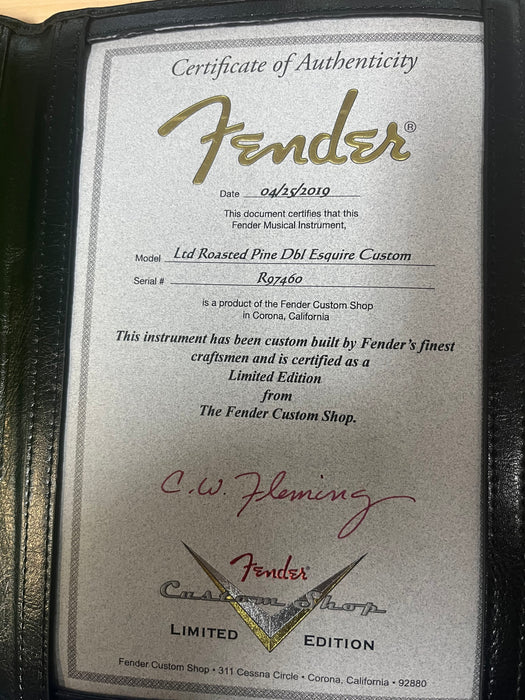 Certificate of Authenticity
Fender®
Date 04/25/2019
This document certifies that this
Fender Musical Instrument,
Model Ltd Roasted Pine Dbl Esquire Custom
Serial # R97460
is a product of the Fender Custom Shop
in Corona, California
This instrument has been custom built by Fender's finest
craftsmen and is certified as a
Limited Edition
from
The Fender Custom Shop.
C.W. Fleming
Fender
Custom Shop
LIMITED EDITION
Fender Custom Shop • 311 Cessna Circle • Corona, California • 92880